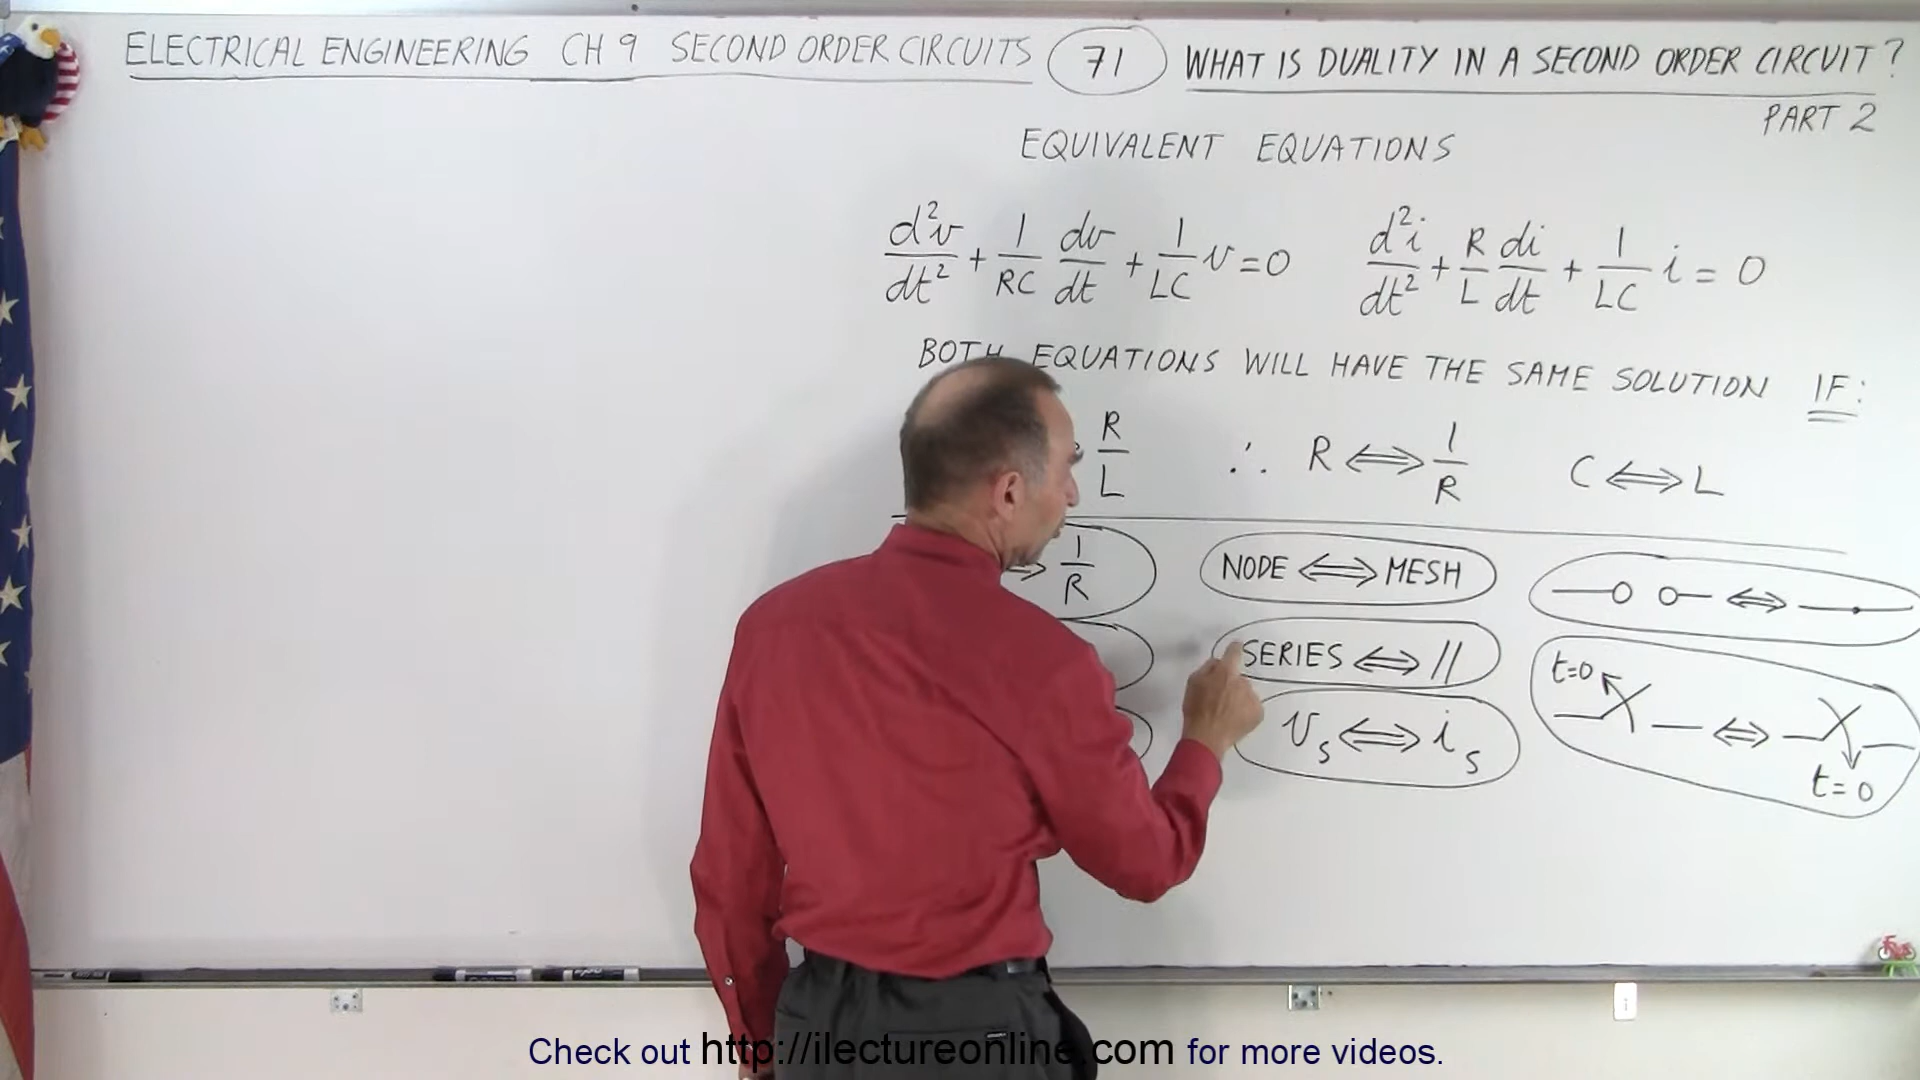 ELECTRICAL ENGINEERING CH 9 SECOND ORDER CIRCUITS 71 WHAT IS DUALITY IN A SECOND ORDER CIRCUIT?
PART 2
EQUIVALENT EQUATIONS
d²v/dt² + 1/RC dv/dt + 1/LC v = 0 d²i/dt² + R/L di/dt + 1/LC i = 0
BOTH EQUATIONS WILL HAVE THE SAME SOLUTION IF:
R/L ∴ R ⇔ 1/R C ⇔ L
⇔ 1/R NODE ⇔ MESH ⇔
SERIES ⇔ // t=0 ⇔
v_s ⇔ i_s t=0
Check out http://ilectureonline.com for more videos.